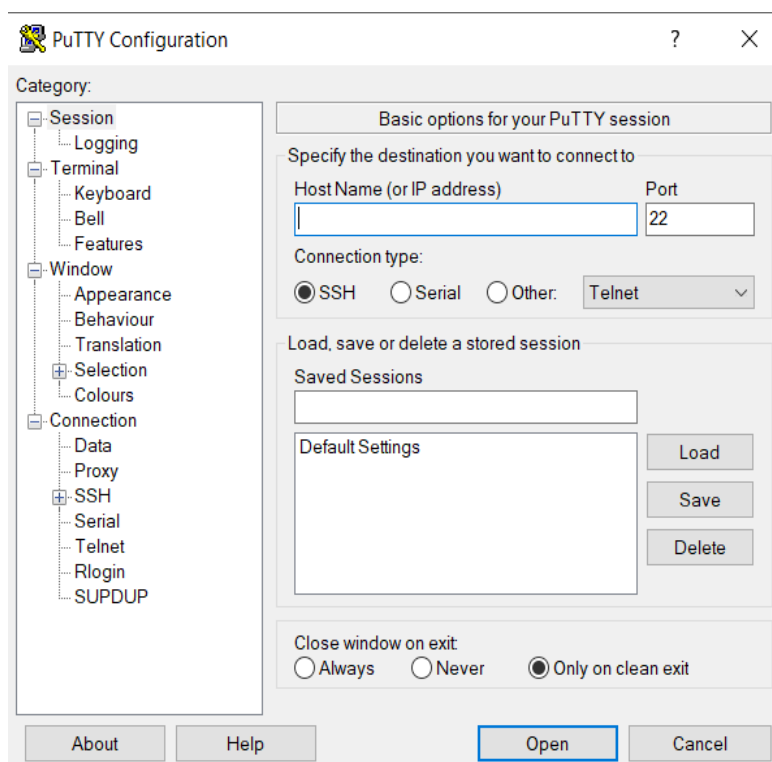 PuTTY Configuration
?
Category:
Session
Logging
Terminal
Keyboard
Bell
Features
Window
Appearance
Behaviour
Translation
Selection
Colours
Connection
Data
Proxy
SSH
Serial
Telnet
Rlogin
SUPDUP
Basic options for your PuTTY session
Specify the destination you want to connect to
Host Name (or IP address) Port
22
Connection type:
SSH Serial Other: Telnet
Load, save or delete a stored session
Saved Sessions
Default Settings
Load
Save
Delete
Close window on exit:
Always Never Only on clean exit
About Help Open Cancel